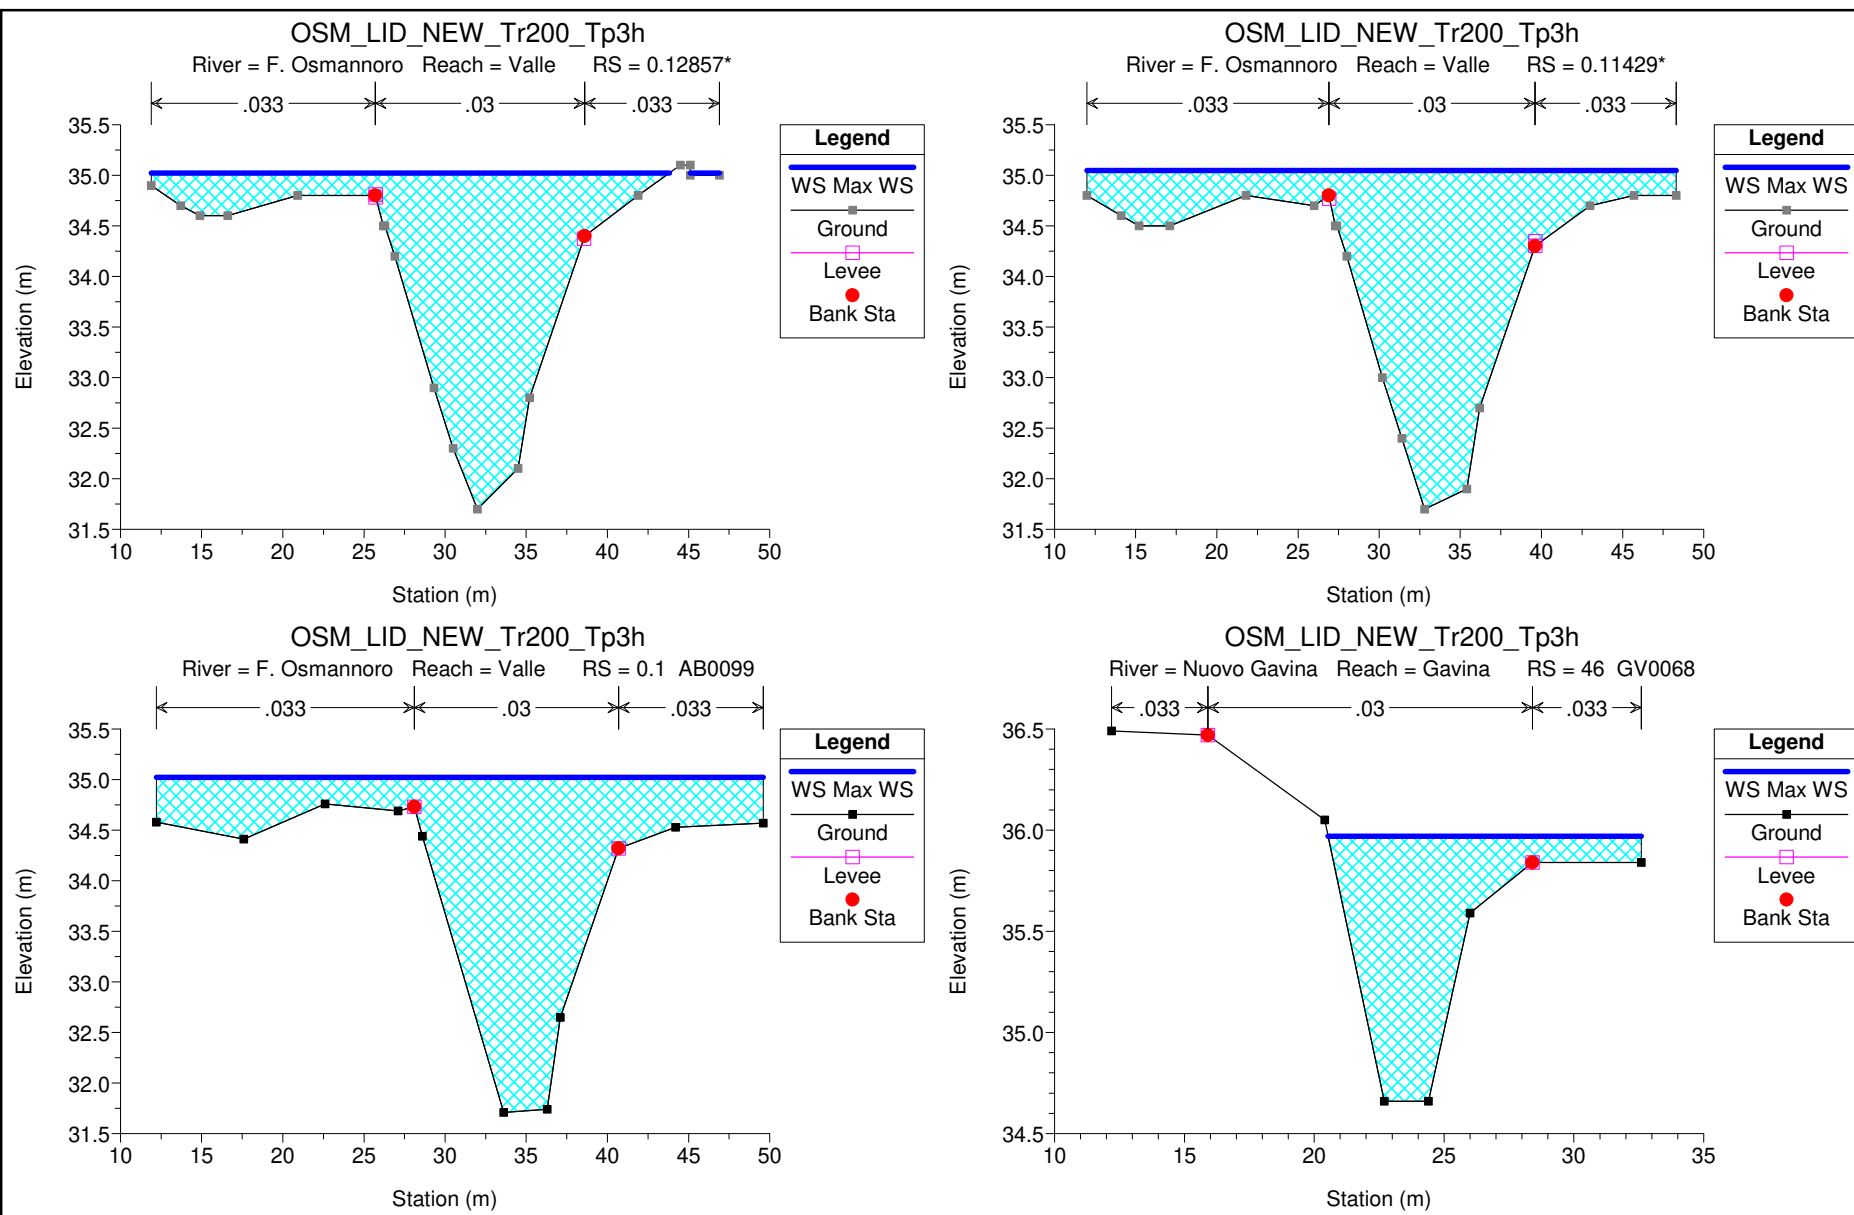 OSM_LID_NEW_Tr200_Tp3h
River = F. Osmannoro Reach = Valle RS = 0.12857*
.033 .03 .033
35.5
35.0
34.5
34.0
33.5
33.0
32.5
32.0
31.5
10 15 20 25 30 35 40 45 50
Station (m)
Elevation (m)
Legend
WS Max WS
Ground
Levee
Bank Sta
OSM_LID_NEW_Tr200_Tp3h
River = F. Osmannoro Reach = Valle RS = 0.11429*
.033 .03 .033
35.5
35.0
34.5
34.0
33.5
33.0
32.5
32.0
31.5
10 15 20 25 30 35 40 45 50
Station (m)
Elevation (m)
Legend
WS Max WS
Ground
Levee
Bank Sta
OSM_LID_NEW_Tr200_Tp3h
River = F. Osmannoro Reach = Valle RS = 0.1 AB0099
.033 .03 .033
35.5
35.0
34.5
34.0
33.5
33.0
32.5
32.0
31.5
10 15 20 25 30 35 40 45 50
Station (m)
Elevation (m)
Legend
WS Max WS
Ground
Levee
Bank Sta
OSM_LID_NEW_Tr200_Tp3h
River = Nuovo Gavina Reach = Gavina RS = 46 GV0068
.033 .03 .033
36.5
36.0
35.5
35.0
34.5
10 15 20 25 30 35
Station (m)
Elevation (m)
Legend
WS Max WS
Ground
Levee
Bank Sta